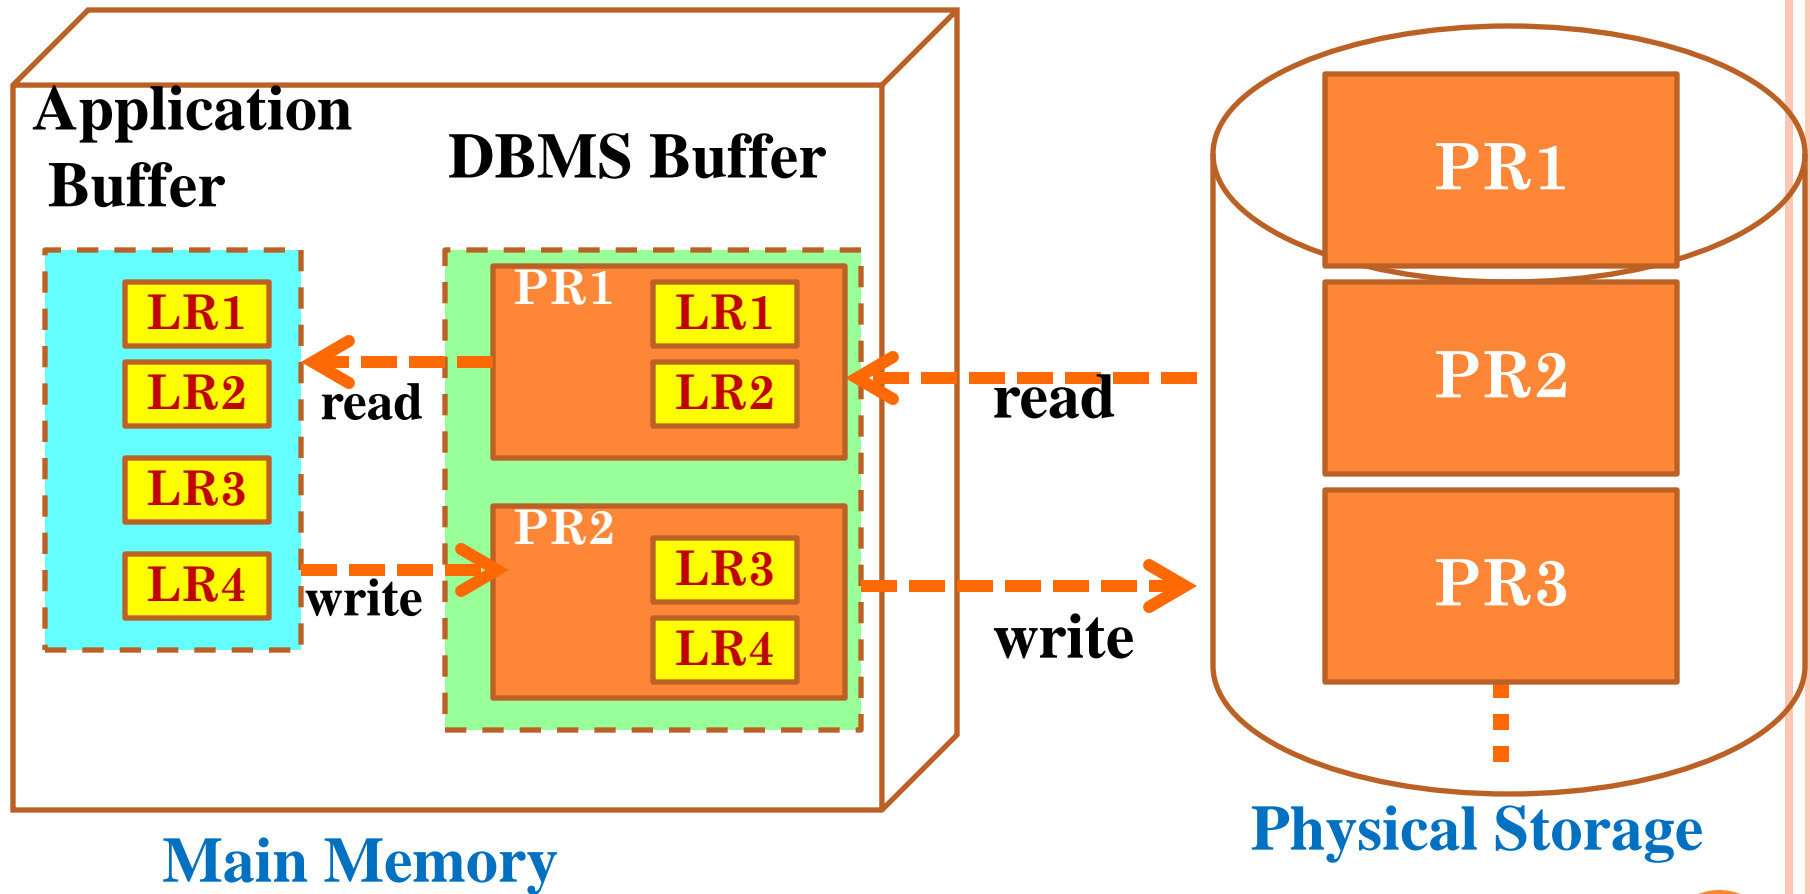 Application
Buffer
DBMS Buffer
LR1
LR2
LR3
LR4
read
write
PR1
LR1
LR2
PR2
LR3
LR4
read
write
PR1
PR2
PR3
Main Memory
Physical Storage